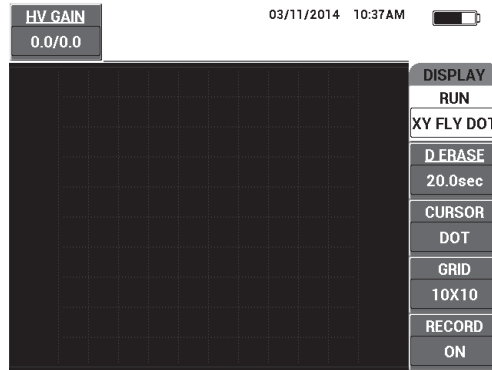 HV GAIN
0.0/0.0
03/11/2014 10:37AM
DISPLAY
RUN
XY FLY DOT
D ERASE
20.0sec
CURSOR
DOT
GRID
10X10
RECORD
ON